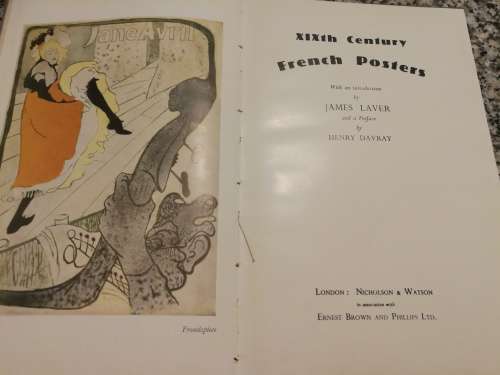 Jane Avril
Frontispiece
XIXth Century
French Posters
With an introduction
by
JAMES LAVER
and a Preface
by
HENRY DAVRAY
LONDON: NICHOLSON & WATSON
in association with
ERNEST BROWN AND PHILLIPS LTD.